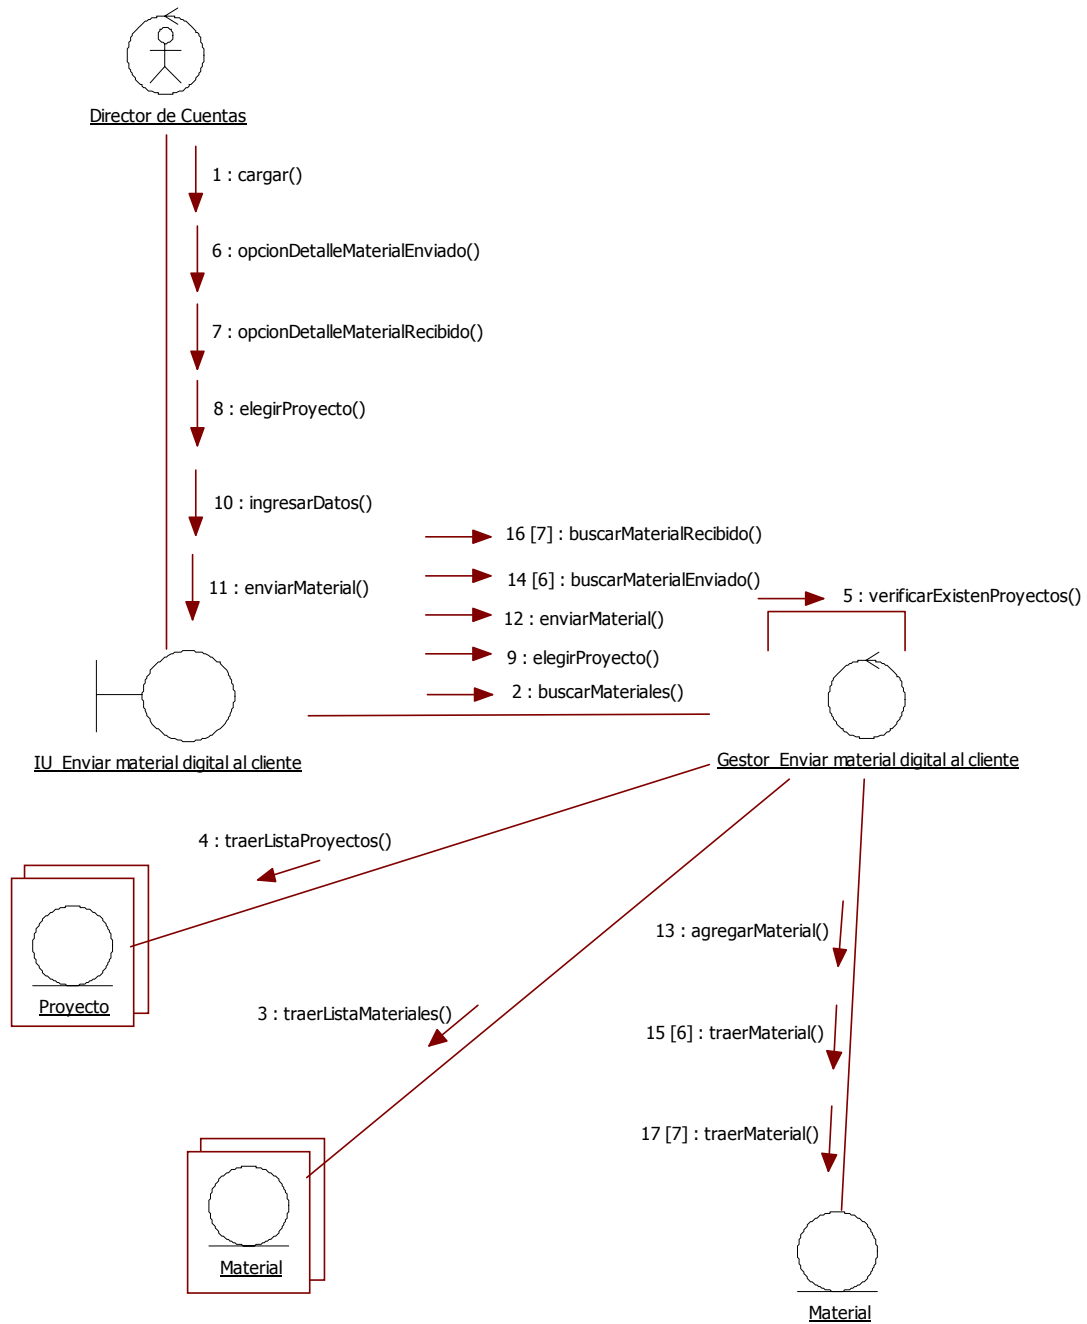 Director de Cuentas
1 : cargar()
6 : opcionDetalleMaterialEnviado()
7 : opcionDetalleMaterialRecibido()
8 : elegirProyecto()
10 : ingresarDatos()
11 : enviarMaterial()
16 [7] : buscarMaterialRecibido()
14 [6] : buscarMaterialEnviado()
12 : enviarMaterial()
9 : elegirProyecto()
2 : buscarMateriales()
5 : verificarExistenProyectos()
IU_Enviar material digital al cliente
Gestor_Enviar material digital al cliente
4 : traerListaProyectos()
Proyecto
3 : traerListaMateriales()
Material
13 : agregarMaterial()
15 [6] : traerMaterial()
17 [7] : traerMaterial()
Material